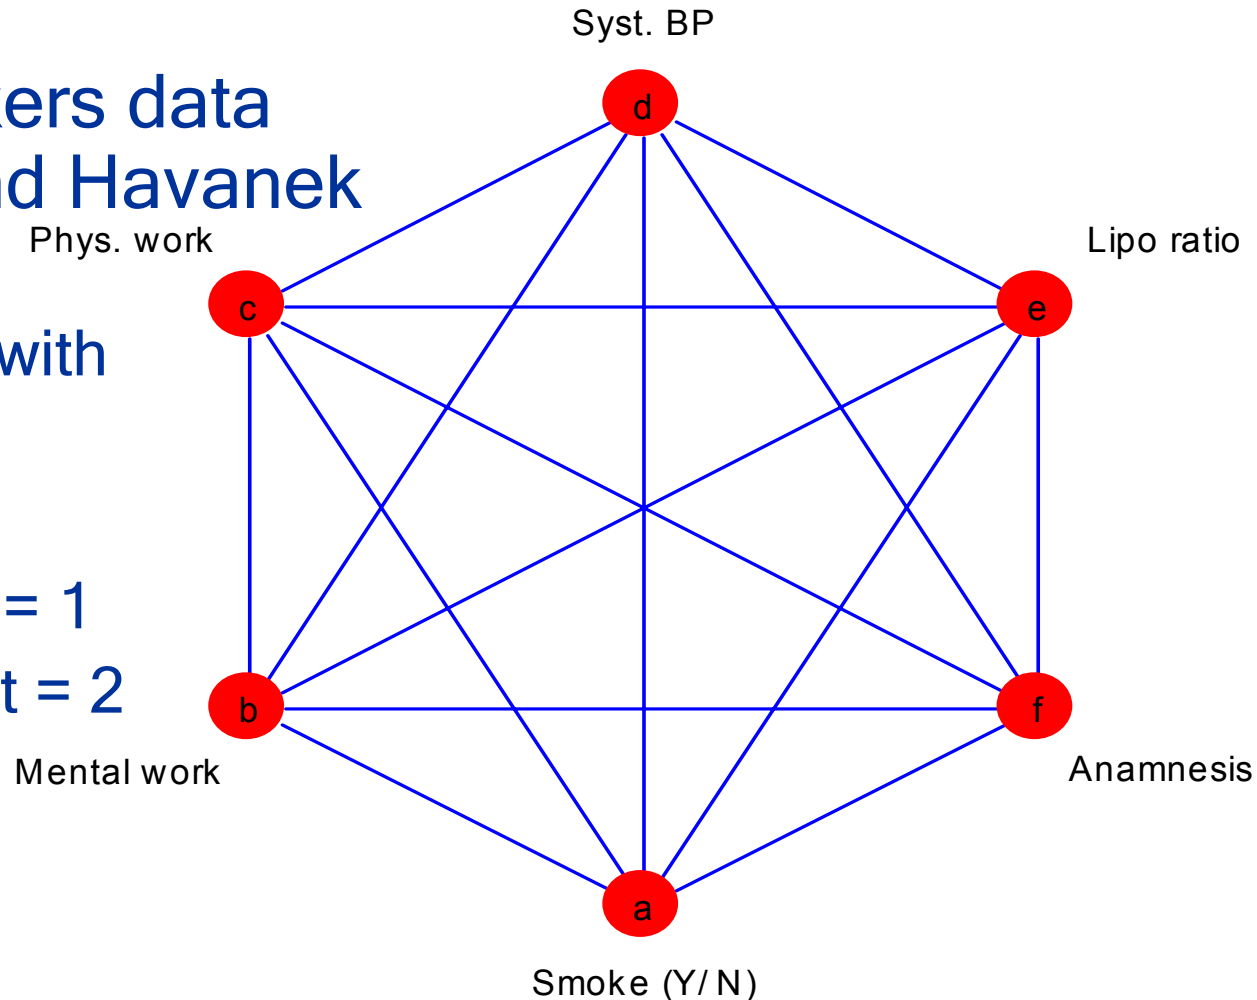 Syst. BP
d
ers data
d Havanek
Phys. work
Lipo ratio
c
e
with
= 1
t = 2
b
f
Mental work
Anamnesis
a
Smoke (Y/N)